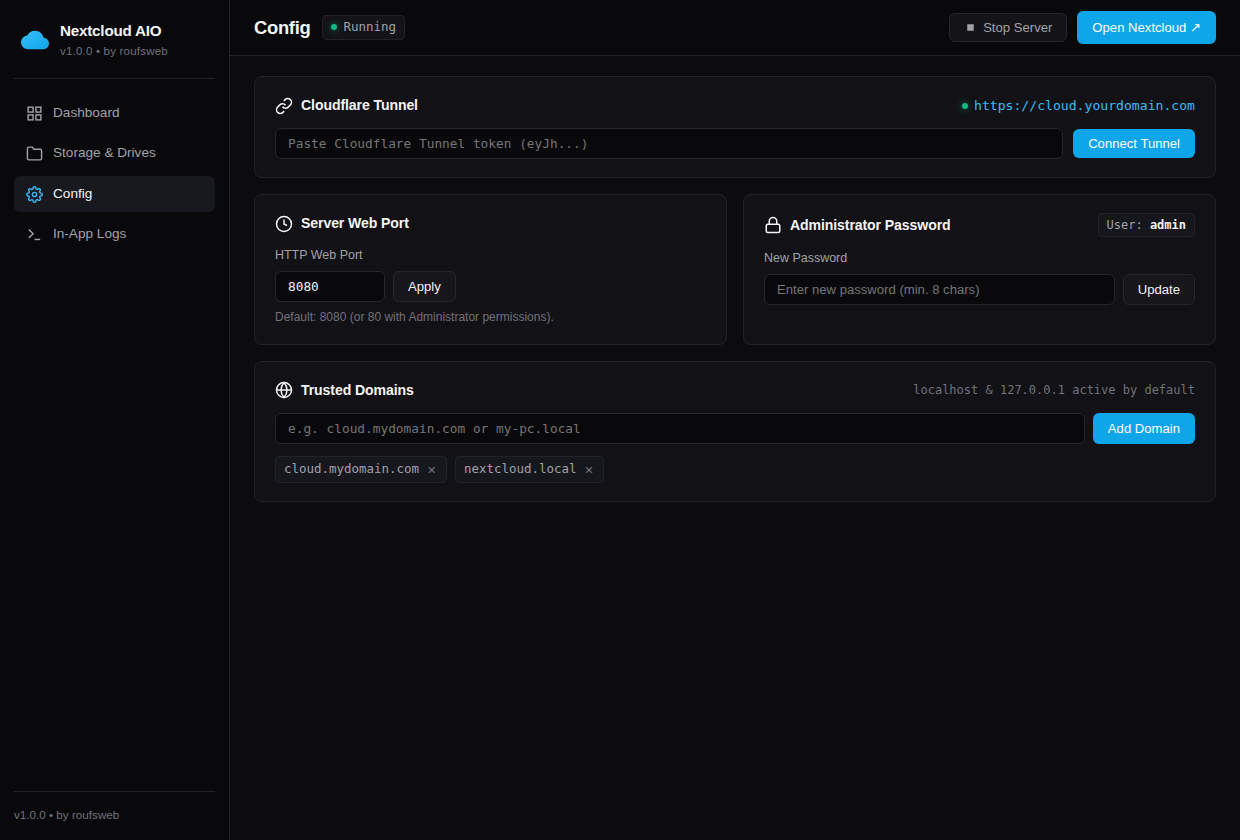 Nextcloud AIO
v1.0.0 • by roufsweb
Dashboard
Storage & Drives
Config
In-App Logs
v1.0.0 • by roufsweb
Config
Running
Stop Server
Open Nextcloud ↗
Cloudflare Tunnel
https://cloud.yourdomain.com
Paste Cloudflare Tunnel token (eyJh...)
Connect Tunnel
Server Web Port
HTTP Web Port
8080
Apply
Default: 8080 (or 80 with Administrator permissions).
Administrator Password
User: admin
New Password
Enter new password (min. 8 chars)
Update
Trusted Domains
localhost & 127.0.0.1 active by default
e.g. cloud.mydomain.com or my-pc.local
Add Domain
cloud.mydomain.com ×
nextcloud.local ×